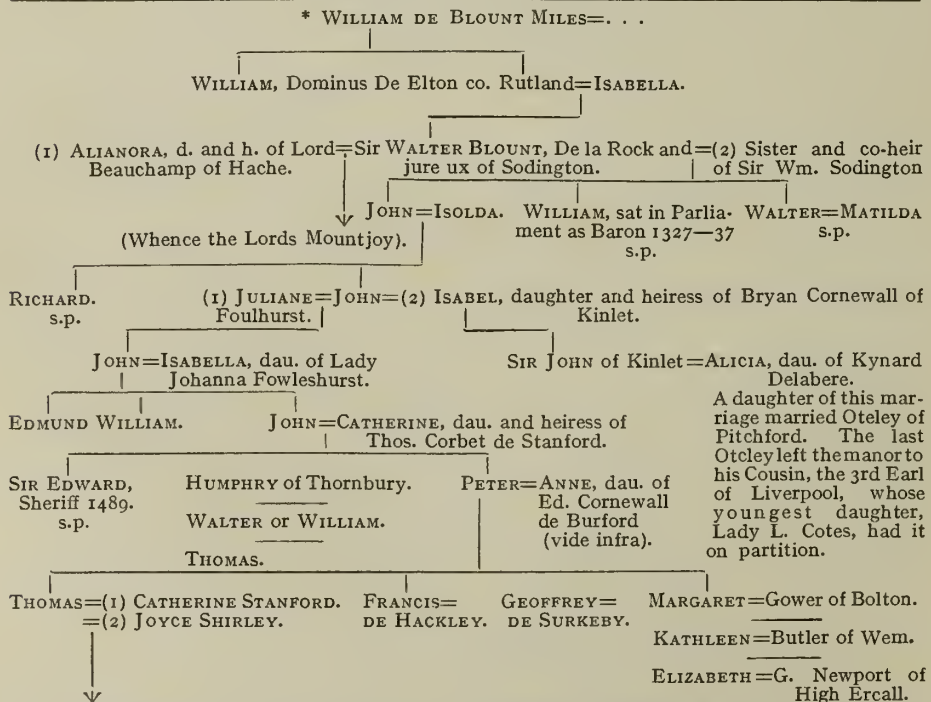 * WILLIAM DE BLOUNT MILES=. . .
WILLIAM, Dominus De Elton co. Rutland=ISABELLA.
(1) ALIANORA, d. and h. of Lord=Sir WALTER BLOUNT, De la Rock and=(2) Sister and co-heir
Beauchamp of Hache. jure ux of Sodington. of Sir Wm. Sodington
JOHN=ISOLDA. WILLIAM, sat in Parlia- WALTER=MATILDA
(Whence the Lords Mountjoy). ment as Baron 1327—37 s.p.
s.p.
RICHARD. (1) JULIANE=JOHN=(2) ISABEL, daughter and heiress of Bryan Cornewall of
s.p. Foulhurst. Kinlet.
JOHN=ISABELLA, dau. of Lady SIR JOHN of Kinlet=ALICIA, dau. of Kynard
Johanna Fowleshurst. Delabere.
A daughter of this mar-
EDMUND WILLIAM. JOHN=CATHERINE, dau. and heiress of riage married Oteley of
Thos. Corbet de Stanford. Pitchford. The last
Otcley left the manor to
SIR EDWARD, HUMPHRY of Thornbury. PETER=ANNE, dau. of his Cousin, the 3rd Earl
Sheriff 1489. Ed. Cornewall of Liverpool, whose
s.p. WALTER or WILLIAM. de Burford youngest daughter,
(vide infra). Lady L. Cotes, had it
THOMAS. on partition.
THOMAS=(1) CATHERINE STANFORD. FRANCIS= GEOFFREY= MARGARET=Gower of Bolton.
=(2) JOYCE SHIRLEY. DE HACKLEY. DE SURKEBY.
KATHLEEN=Butler of Wem.
ELIZABETH=G. Newport of
High Ercall.